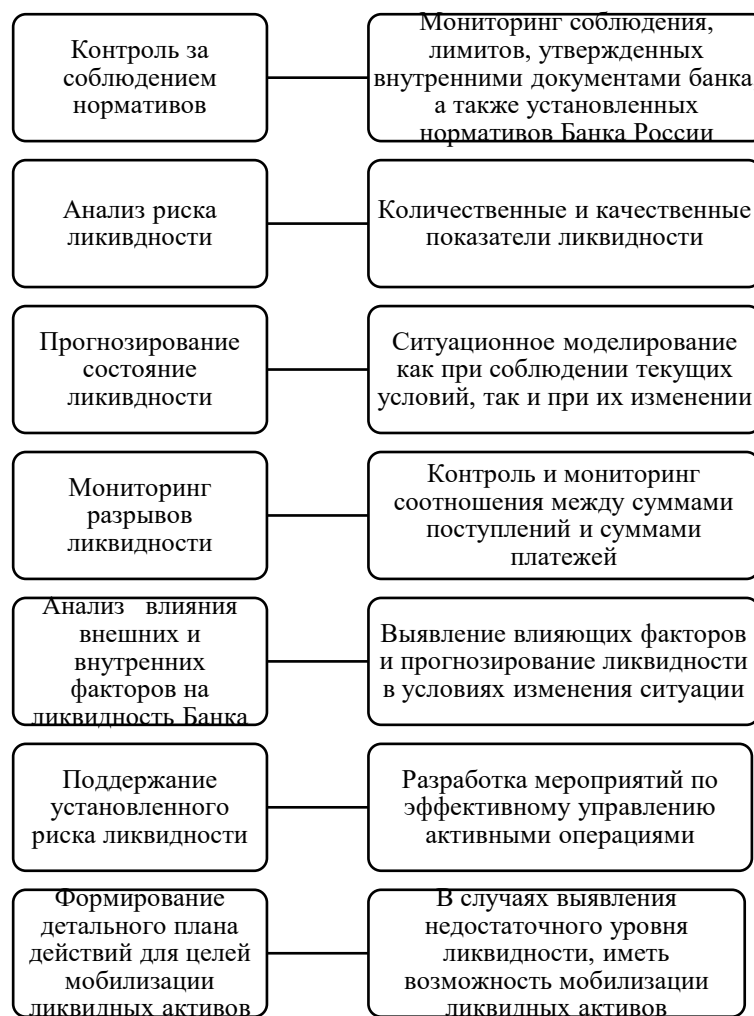 Контроль за
соблюдением
нормативов
Мониторинг соблюдения,
лимитов, утвержденных
внутренними документами банка
а также установленных
нормативов Банка России
Анализ риска
ликивдности
Количественные и качественные
показатели ликвидности
Прогнозирование
состояние
ликивдности
Ситуационное моделирование
как при соблюдении текущих
условий, так и при их изменении
Мониторинг
разрывов
ликвидности
Контроль и мониторинг
соотношения между суммами
поступлений и суммами
платежей
Анализ влияния
внешних и
внутренних
факторов на
ликвидность Банка
Выявление влияющих факторов
и прогнозирование ликвидности
в условиях изменения ситуации
Поддержание
установленного
риска ликвидности
Разработка мероприятий по
эффективному управлению
активными операциями
Формирование
детального плана
действий для целей
мобилизации
ликвидных активов
В случаях выявления
недостаточного уровня
ликвидности, иметь
возможность мобилизации
ликвидных активов